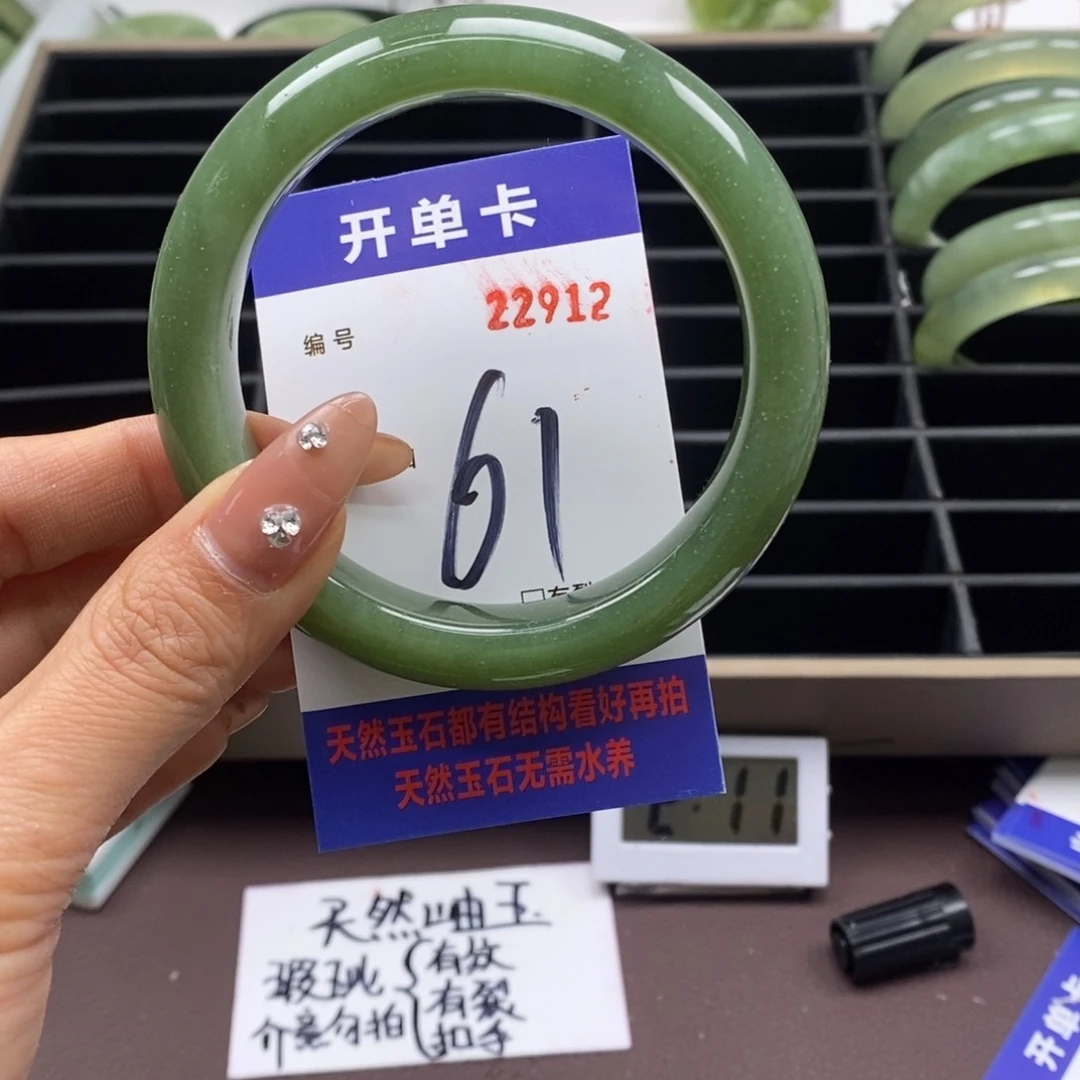 开单卡
22912
编号
61
天然玉石都有结构看好再拍
天然玉石无需水养
11
天然岫玉
瑕玼
有纹
有裂
介意勿拍
扣手
开单卡